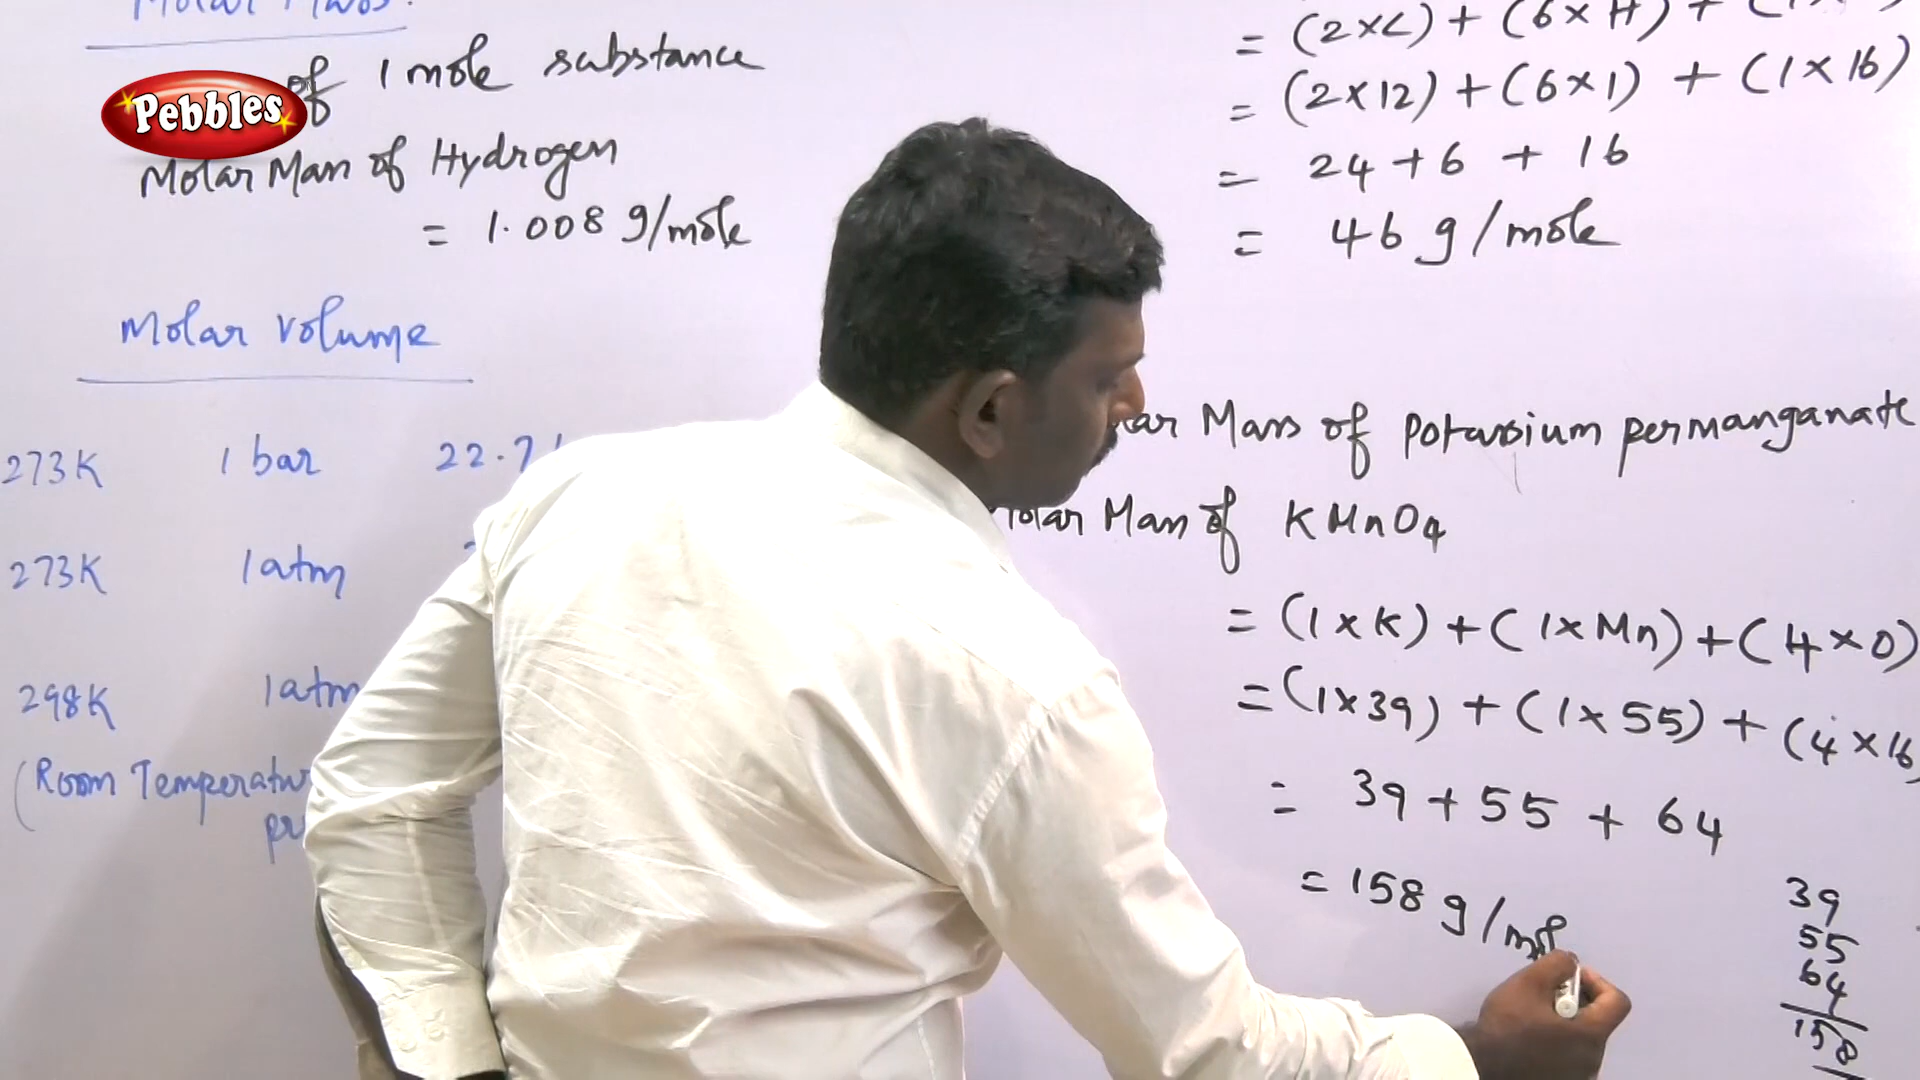 Molar Mass:
of 1 mole substance
Pebbles
Molar Mass of Hydrogen
= 1.008 g/mole
Molar volume
273K 1 bar 22.7
273K 1 atm
298K 1 atm
(Room Temperatur
pr
= (2×C) + (6×H) +
= (2×12) + (6×1) + (1×16)
= 24 + 6 + 16
= 46 g/mole
ar Mass of potassium permanganate
olar Mass of KMnO4
= (1×K) + (1×Mn) + (4×O)
= (1×39) + (1×55) + (4×16)
= 39 + 55 + 64
= 158 g/mol
39
55
64
158